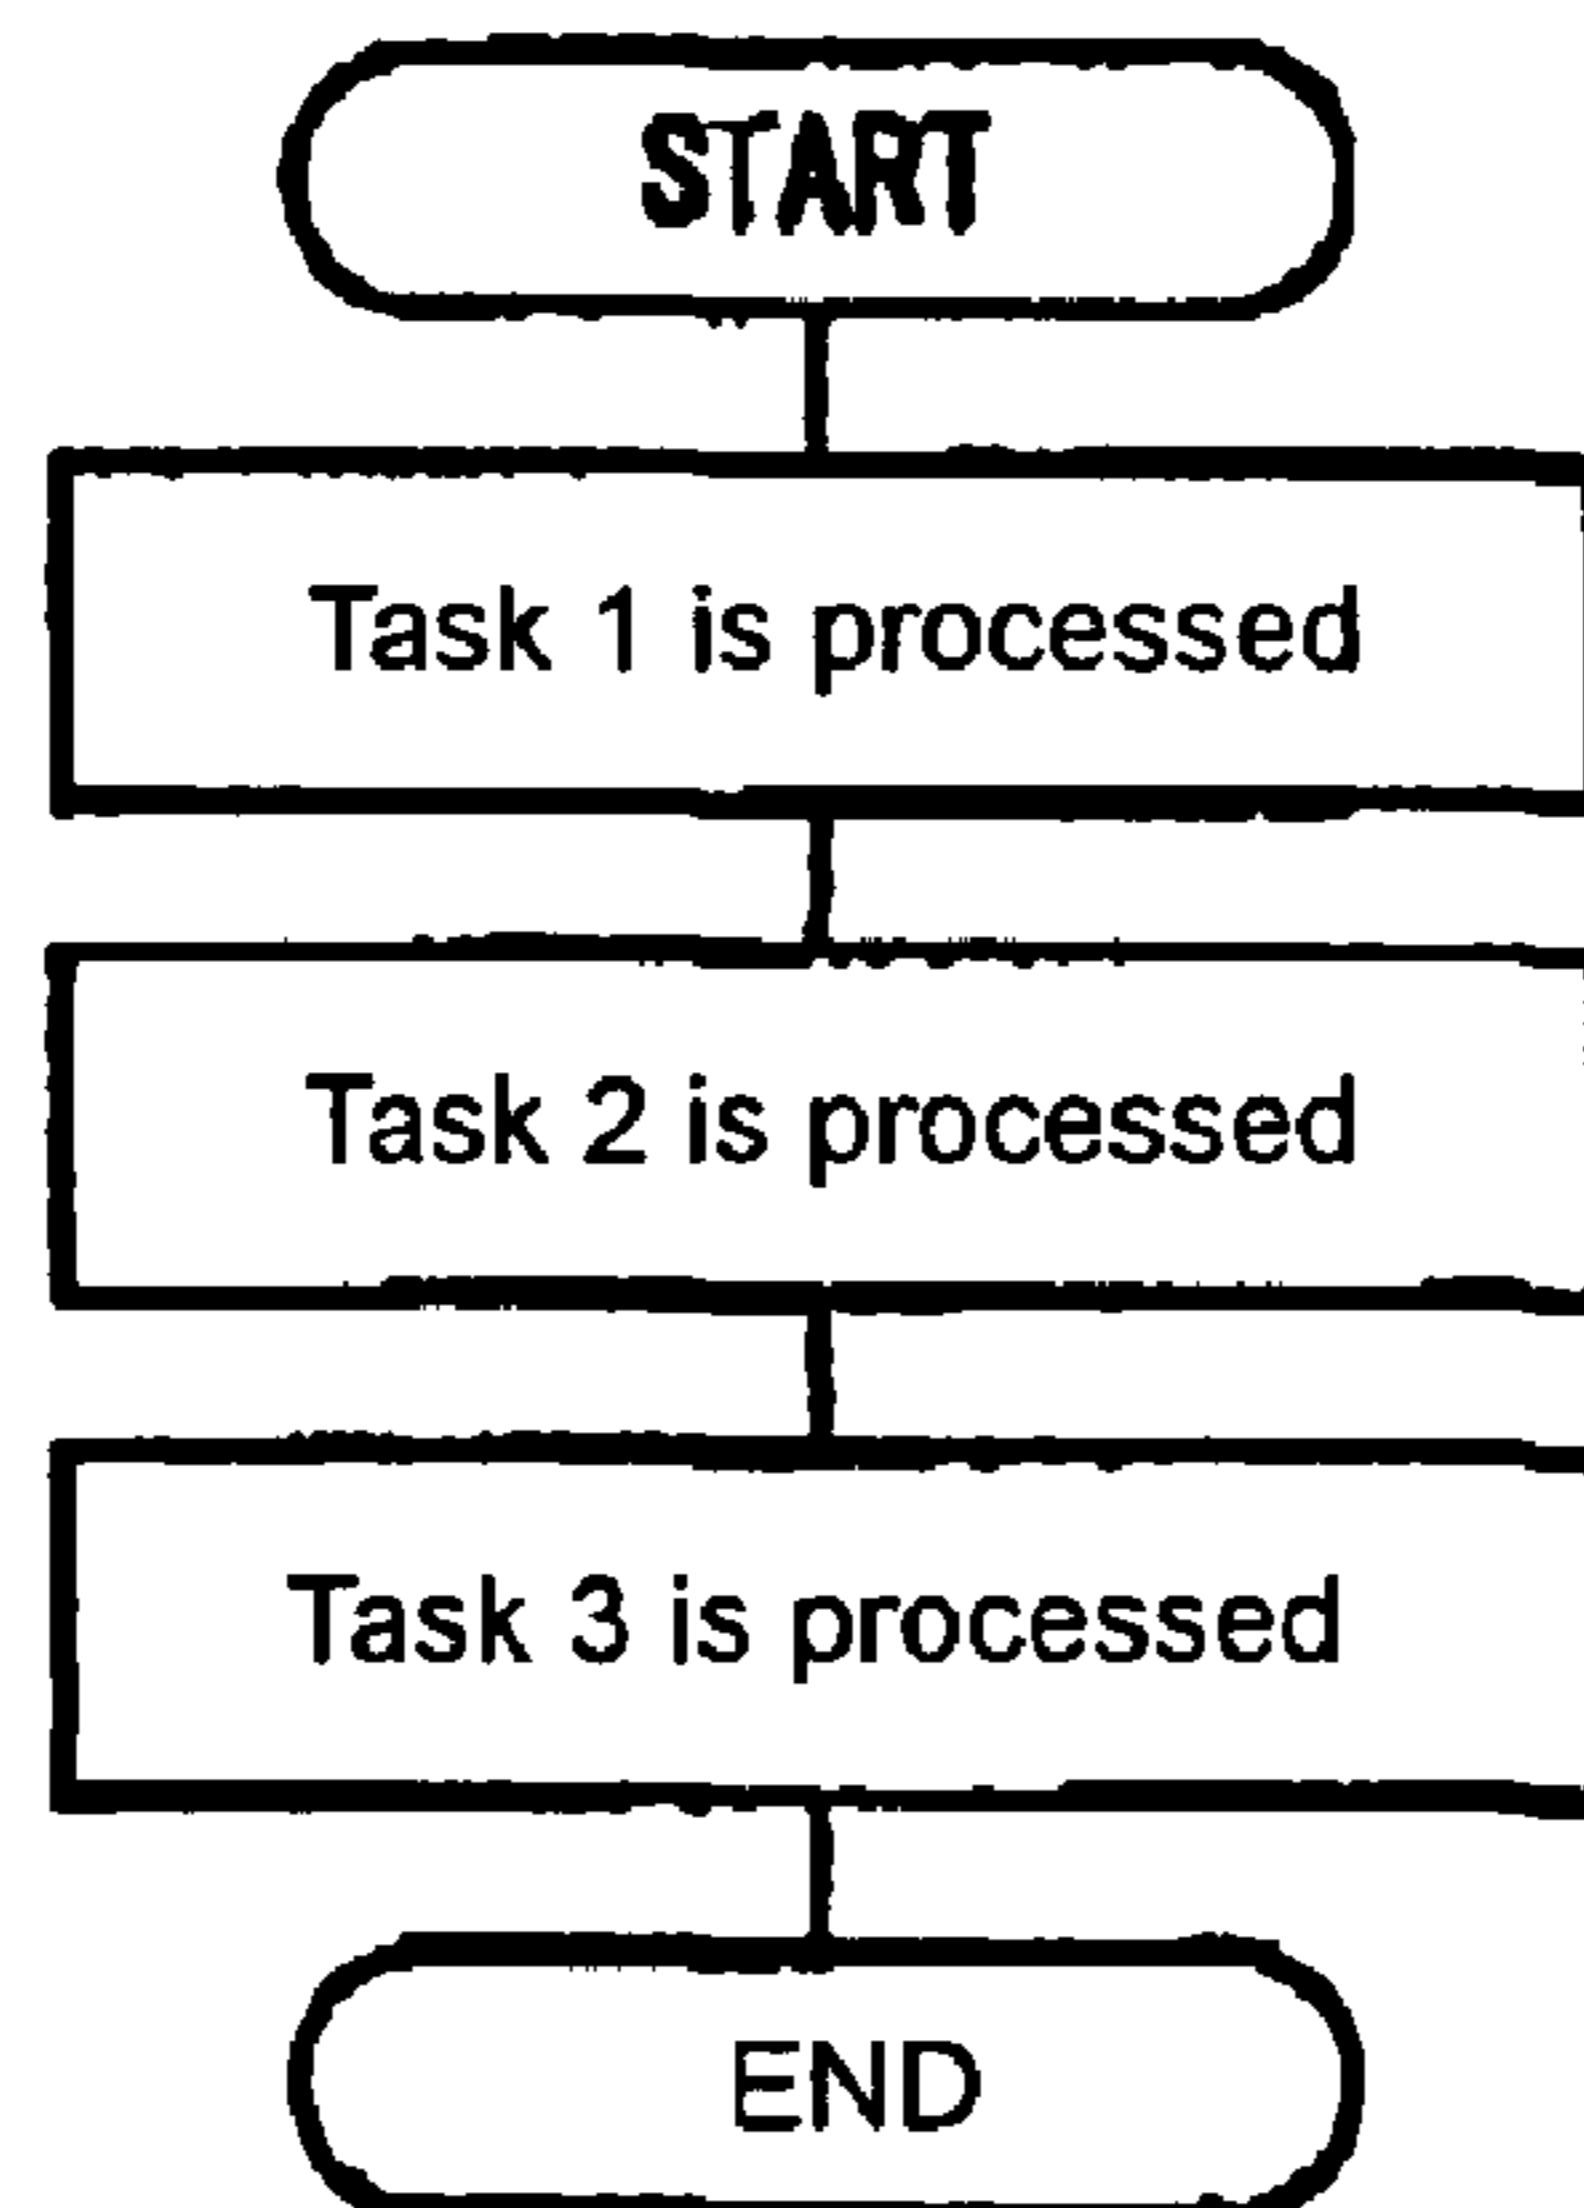 START
Task 1 is processed
Task 2 is processed
Task 3 is processed
END